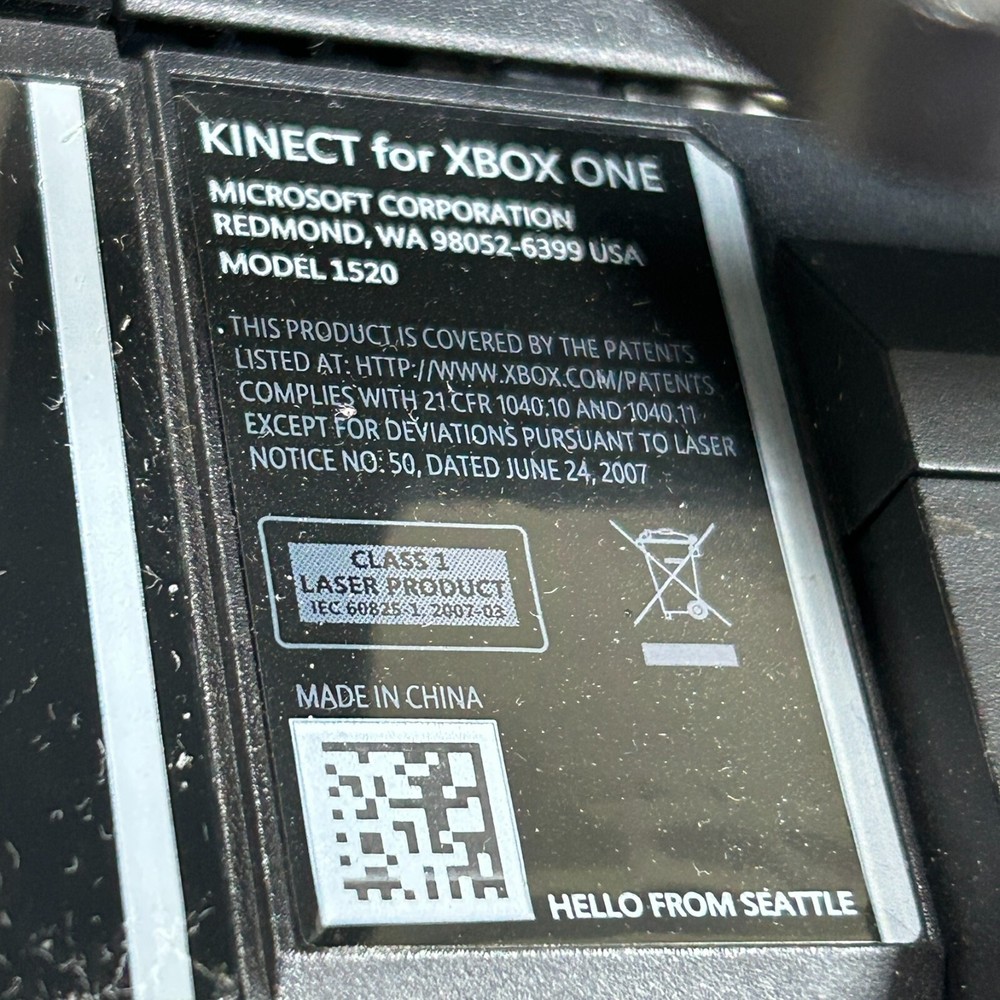 KINECT for XBOX ONE
MICROSOFT CORPORATION
REDMOND, WA 98052-6399 USA
MODEL 1520
THIS PRODUCT IS COVERED BY THE PATENTS
LISTED AT: HTTP://WWW.XBOX.COM/PATENTS
COMPLIES WITH 21 CFR 1040.10 AND 1040.11
EXCEPT FOR DEVIATIONS PURSUANT TO LASER
NOTICE NO. 50, DATED JUNE 24, 2007
CLASS 1
LASER PRODUCT
IEC 60825-1, 2007-03
MADE IN CHINA
HELLO FROM SEATTLE